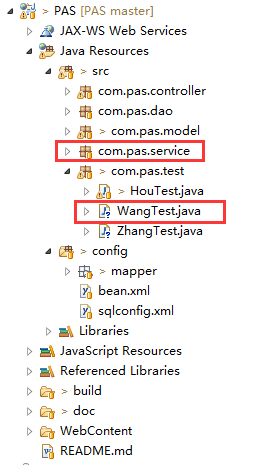 > PAS [PAS master]
JAX-WS Web Services
Java Resources
src
com.pas.controller
com.pas.dao
> com.pas.model
com.pas.service
> com.pas.test
> HouTest.java
WangTest.java
ZhangTest.java
> config
> mapper
bean.xml
sqlconfig.xml
Libraries
JavaScript Resources
Referenced Libraries
> build
> doc
WebContent
README.md